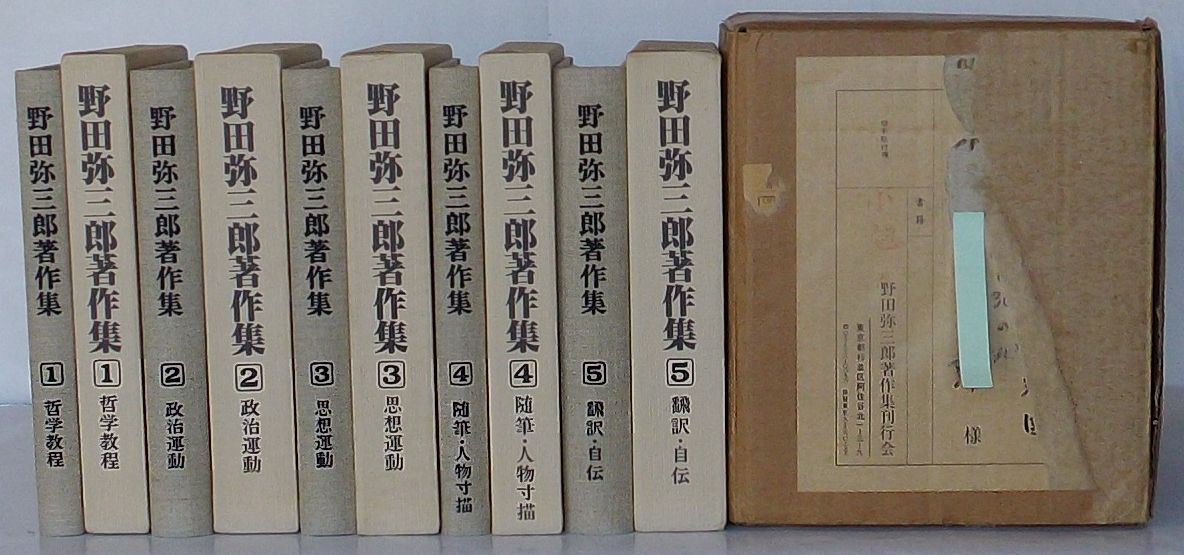 野田弥三郎著作集 1 哲学教程
野田弥三郎著作集 1 哲学教程
野田弥三郎著作集 2 政治運動
野田弥三郎著作集 2 政治運動
野田弥三郎著作集 3 思想運動
野田弥三郎著作集 3 思想運動
野田弥三郎著作集 4 随筆・人物寸描
野田弥三郎著作集 4 随筆・人物寸描
野田弥三郎著作集 5 翻訳・自伝
野田弥三郎著作集 5 翻訳・自伝
様
書籍
野田弥三郎著作集刊行会